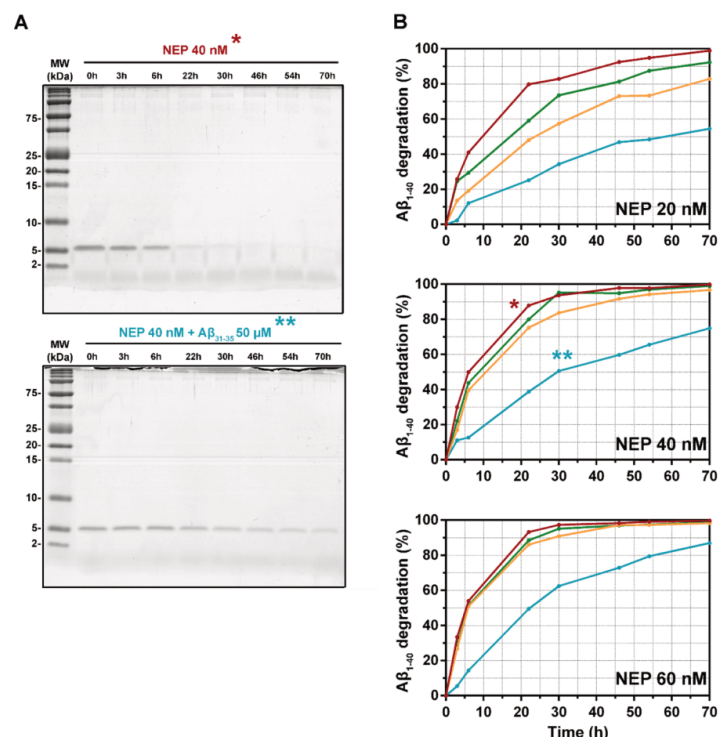 A
NEP 40 nM*
MW
(kDa)
0h 3h 6h 22h 30h 46h 54h 70h
75-
25-
20-
15-
10-
5-
2-
NEP 40 nM + Aβ31-35 50 μM**
MW
(kDa)
0h 3h 6h 22h 30h 46h 54h 70h
75-
25-
20-
15-
10-
5-
2-
B
Aβ1-40 degradation (%)
100
80
60
40
20
0
NEP 20 nM
0 10 20 30 40 50 60 70
Aβ1-40 degradation (%)
100
80
60
40
20
0
*
**
NEP 40 nM
0 10 20 30 40 50 60 70
Aβ1-40 degradation (%)
100
80
60
40
20
0
NEP 60 nM
0 10 20 30 40 50 60 70
Time (h)